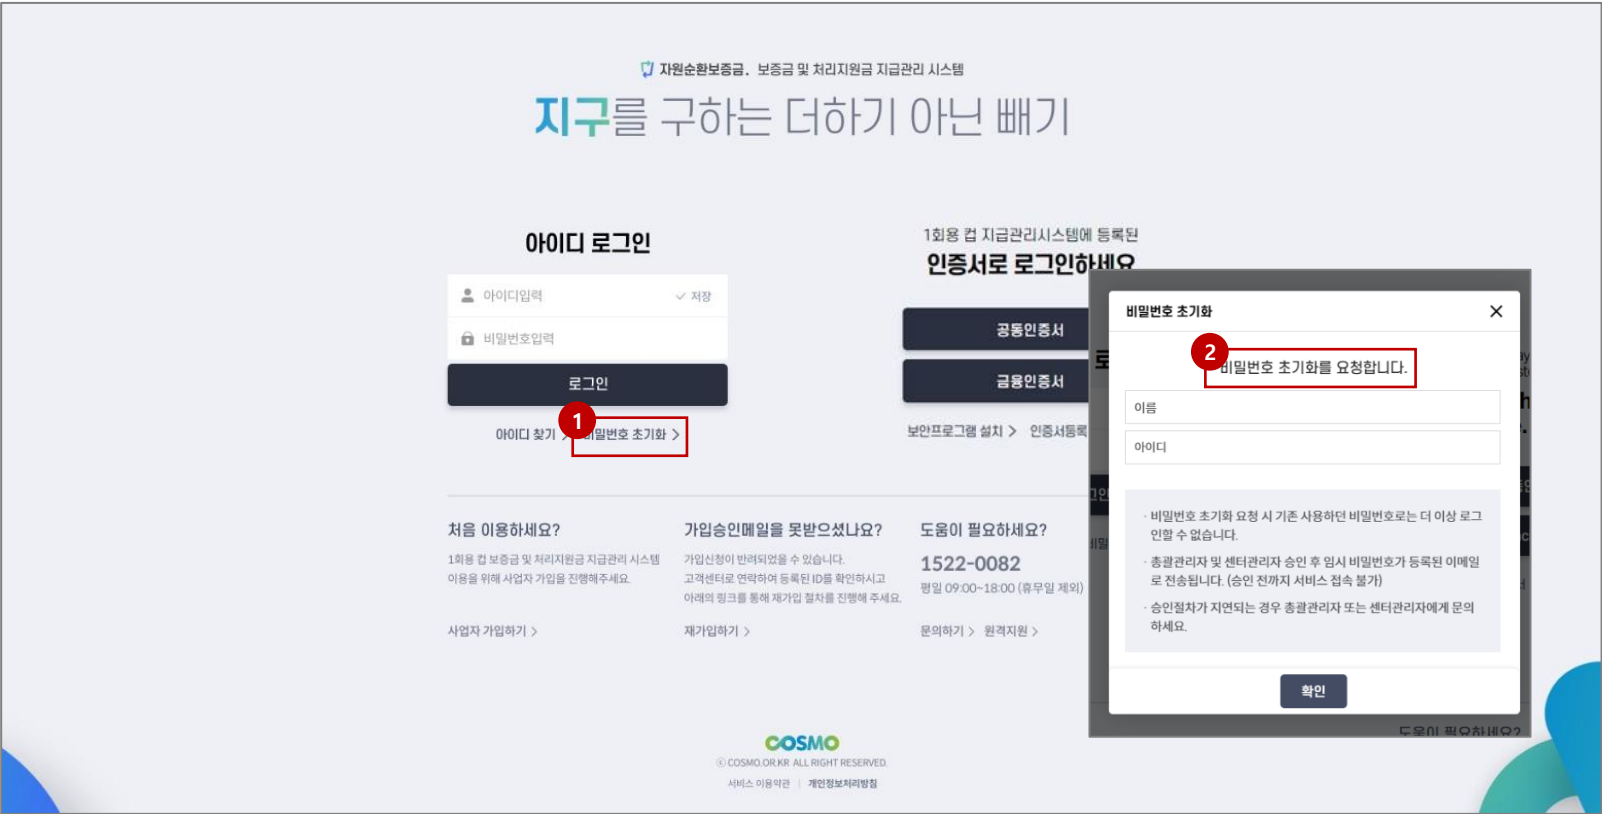 자원순환보증금. 보증금 및 처리지원금 지급관리 시스템
지구를 구하는 더하기 아닌 빼기
아이디 로그인
아이디입력
저장
비밀번호입력
로그인
1
아이디 찾기 >
비밀번호 초기화 >
1회용 컵 지급관리시스템에 등록된
인증서로 로그인하세요
공동인증서
금융인증서
보안프로그램 설치 > 인증서등록
처음 이용하세요?
1회용 컵 보증금 및 처리지원금 지급관리 시스템
이용을 위해 사업자 가입을 진행해주세요.
사업자 가입하기 >
가입승인메일을 못받으셨나요?
가입신청이 반려되었을 수 있습니다.
고객센터로 연락하여 등록된 ID를 확인하시고
아래의 링크를 통해 재가입 절차를 진행해 주세요.
재가입하기 >
도움이 필요하세요?
1522-0082
평일 09:00~18:00 (휴무일 제외)
문의하기 > 원격지원 >
비밀번호 초기화
2
비밀번호 초기화를 요청합니다.
이름
아이디
· 비밀번호 초기화 요청 시 기존 사용하던 비밀번호로는 더 이상 로그
인할 수 없습니다.
· 총괄관리자 및 센터관리자 승인 후 임시 비밀번호가 등록된 이메일
로 전송됩니다. (승인 전까지 서비스 접속 불가)
· 승인절차가 지연되는 경우 총괄관리자 또는 센터관리자에게 문의
하세요.
확인
도움이 필요하세요?
COSMO
ⓒ COSMO.OR.KR ALL RIGHT RESERVED.
서비스 이용약관 | 개인정보처리방침